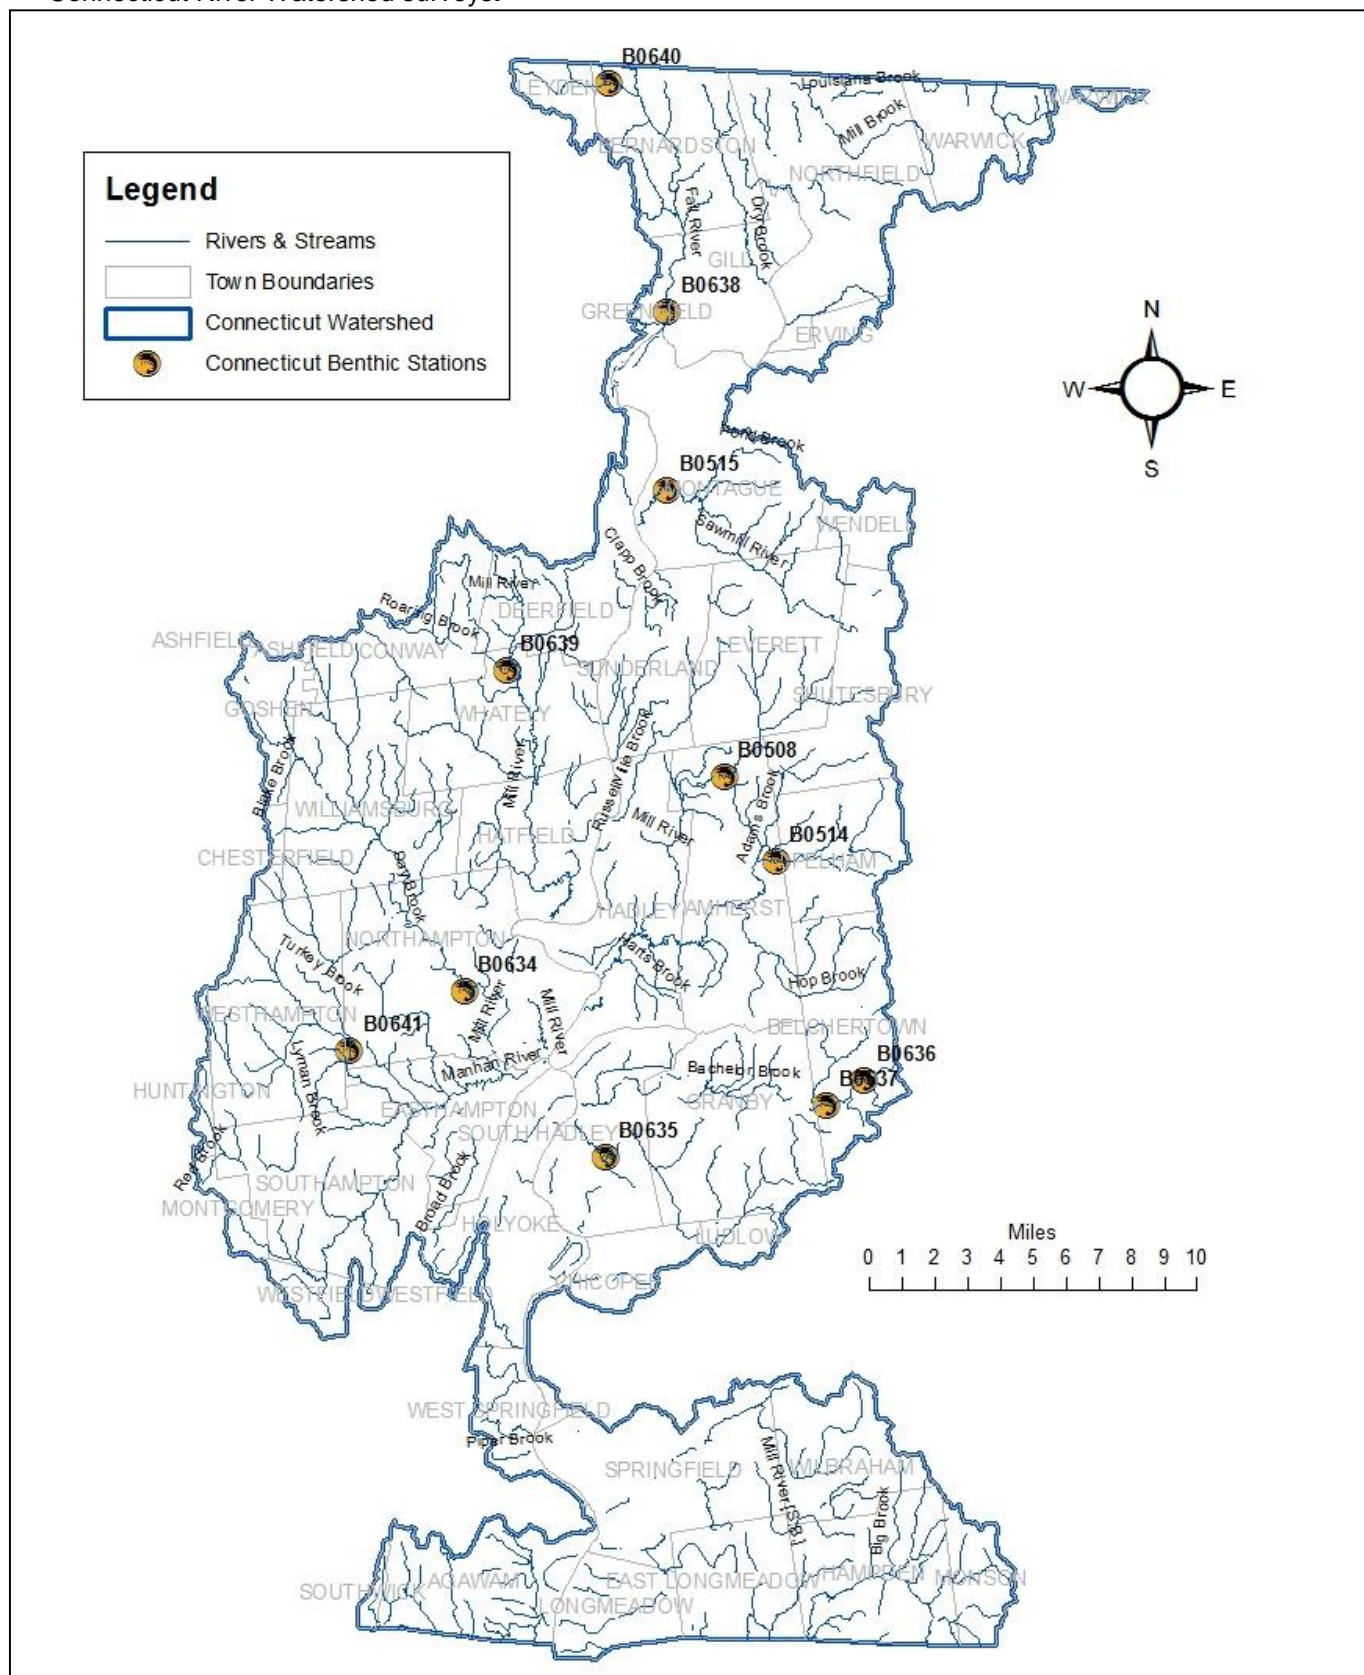 Connecticut River Watershed surveys.
B0640
LEYDEN
Louisiana Brook
WARWICK
Mill Brook
BERNARDSTON
WARWICK
NORTHFIELD
Legend
Rivers & Streams
Town Boundaries
Connecticut Watershed
Connecticut Benthic Stations
Fall River
Dry Brook
GILL
B0638
GREENFIELD
ERVING
N
W
E
S
Pond Brook
B0515
MONTAGUE
WENDELL
Sawmill River
Clapp Brook
Mill River
DEERFIELD
Roaring Brook
ASHFIELD
ASHFIELD
CONWAY
B0639
SUNDERLAND
LEVERETT
SHUTESBURY
GOSHEN
WHATELY
Blake Brook
Mill River
Russellville Brook
B0508
WILLIAMSBURG
HATFIELD
Mill River
Adams Brook
B0514
PELHAM
CHESTERFIELD
Day Brook
HADLEY
AMHERST
NORTHAMPTON
Turkey Brook
B0634
Harts Brook
Hop Brook
WESTHAMPTON
Mill River
Mill River
BELCHERTOWN
B0641
B0636
Lyman Brook
Manhan River
Bachelor Brook
B0637
HUNTINGTON
EASTHAMPTON
GRANBY
SOUTH HADLEY
B0635
Red Brook
SOUTHAMPTON
Broad Brook
MONTGOMERY
HOLYOKE
LUDLOW
Miles
0 1 2 3 4 5 6 7 8 9 10
WESTFIELD
WESTFIELD
CHICOPEE
WEST SPRINGFIELD
Piper Brook
SPRINGFIELD
Mill River [S.]
WILBRAHAM
Big Brook
SOUTHWICK
AGAWAM
EAST LONGMEADOW
HAMPDEN
MONSON
LONGMEADOW